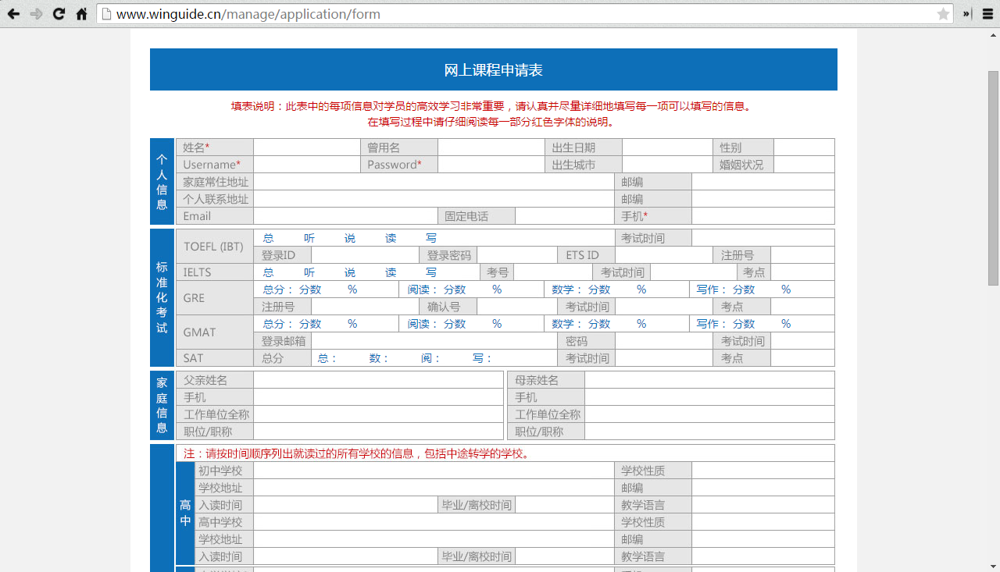 www.winguide.cn/manage/application/form
网上课程申请表
填表说明：此表中的每项信息对学员的高效学习非常重要，请认真并尽量详细地填写每一项可以填写的信息。
在填写过程中请仔细阅读每一部分红色字体的说明。
个人信息
姓名* 曾用名 出生日期 性别
Username* Password* 出生城市 婚姻状况
家庭常住地址 邮编
个人联系地址 邮编
Email 固定电话 手机*
标准化考试
TOEFL (IBT) 总 听 说 读 写 考试时间
登录ID 登录密码 ETS ID 注册号
IELTS 总 听 说 读 写 考号 考试时间 考点
GRE 总分： 分数 % 阅读： 分数 % 数学： 分数 % 写作： 分数 %
注册号 确认号 考试时间 考点
GMAT 总分： 分数 % 阅读： 分数 % 数学： 分数 % 写作： 分数 %
登录邮箱 密码 考试时间
SAT 总分 总： 数： 阅： 写： 考试时间 考点
家庭信息
父亲姓名 母亲姓名
手机 手机
工作单位全称 工作单位全称
职位/职称 职位/职称
注：请按时间顺序列出就读过的所有学校的信息，包括中途转学的学校。
高中
初中学校 学校性质
学校地址 邮编
入读时间 毕业/离校时间 教学语言
高中学校 学校性质
学校地址 邮编
入读时间 毕业/离校时间 教学语言